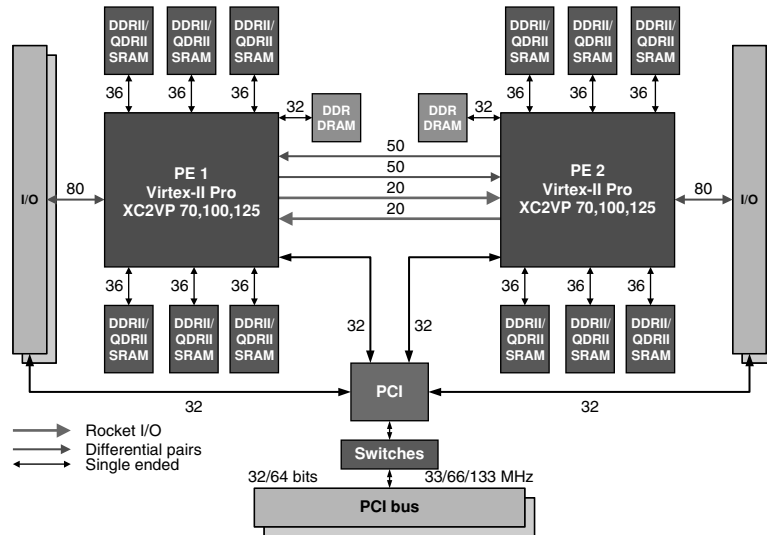 DDRII/ DDRII/ DDRII/ DDRII/ DDRII/ DDRII/
QDRII QDRII QDRII QDRII QDRII QDRII
SRAM SRAM SRAM SRAM SRAM SRAM
36 36 36 36 36 36
32 DDR DDR 32
DRAM DRAM
50
PE 1 50 PE 2
Virtex-II Pro Virtex-II Pro
I/O 80 20 80 I/O
XC2VP 70,100,125 20 XC2VP 70,100,125
36 36 36 36 36 36
DDRII/ DDRII/ DDRII/ DDRII/ DDRII/ DDRII/
QDRII QDRII QDRII QDRII QDRII QDRII
SRAM SRAM SRAM SRAM SRAM SRAM
32 32
PCI
32 32
Rocket I/O
Differential pairs
Single ended
Switches
32/64 bits 33/66/133 MHz
PCI bus